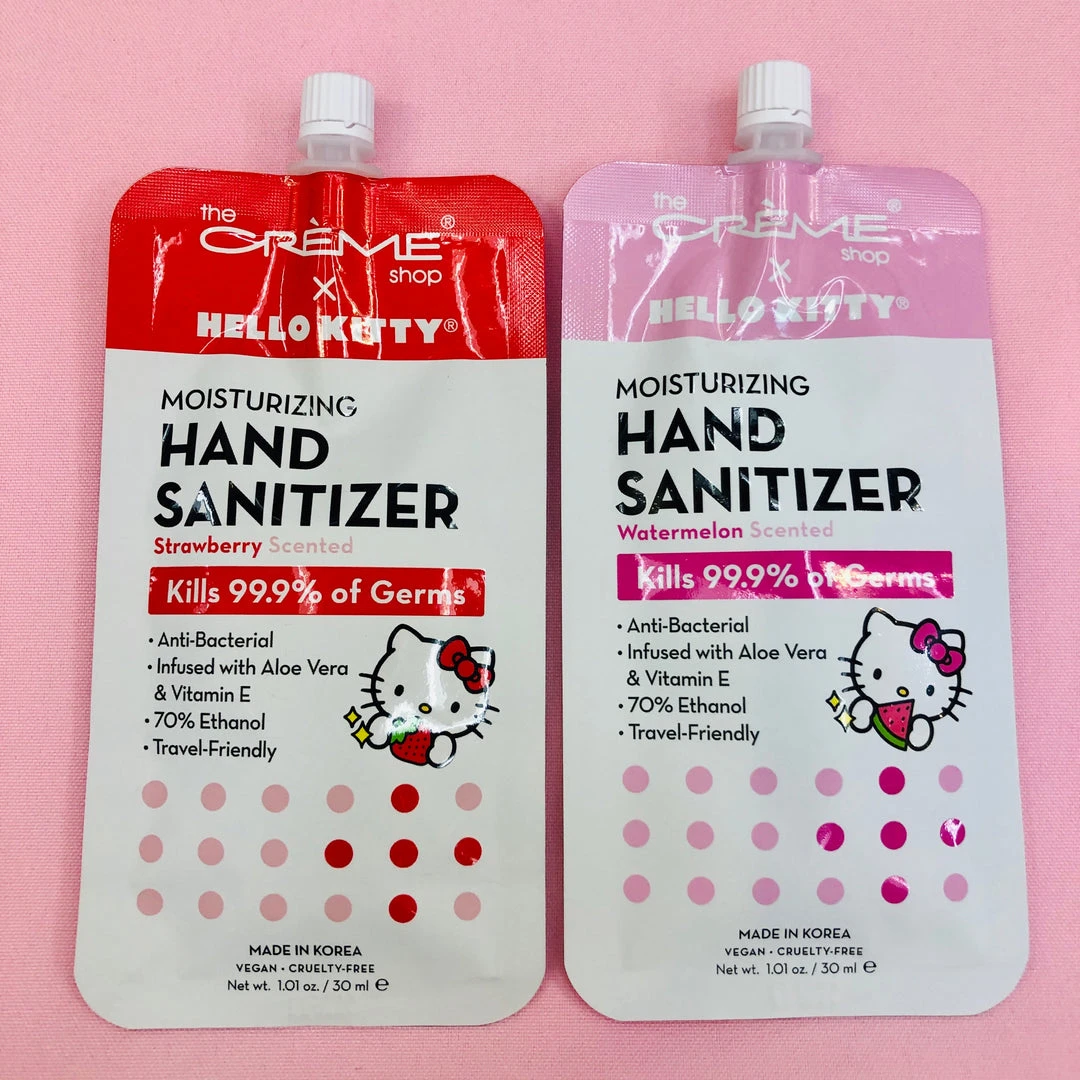 the
CRÈME®
shop
×
HELLO KITTY®
MOISTURIZING
HAND
SANITIZER
Strawberry Scented
Kills 99.9% of Germs
• Anti-Bacterial
• Infused with Aloe Vera
& Vitamin E
• 70% Ethanol
• Travel-Friendly
MADE IN KOREA
VEGAN • CRUELTY-FREE
Net wt. 1.01 oz. / 30 ml ℮
the
CRÈME®
shop
×
HELLO KITTY®
MOISTURIZING
HAND
SANITIZER
Watermelon Scented
Kills 99.9% of Germs
• Anti-Bacterial
• Infused with Aloe Vera
& Vitamin E
• 70% Ethanol
• Travel-Friendly
MADE IN KOREA
VEGAN • CRUELTY-FREE
Net wt. 1.01 oz. / 30 ml ℮